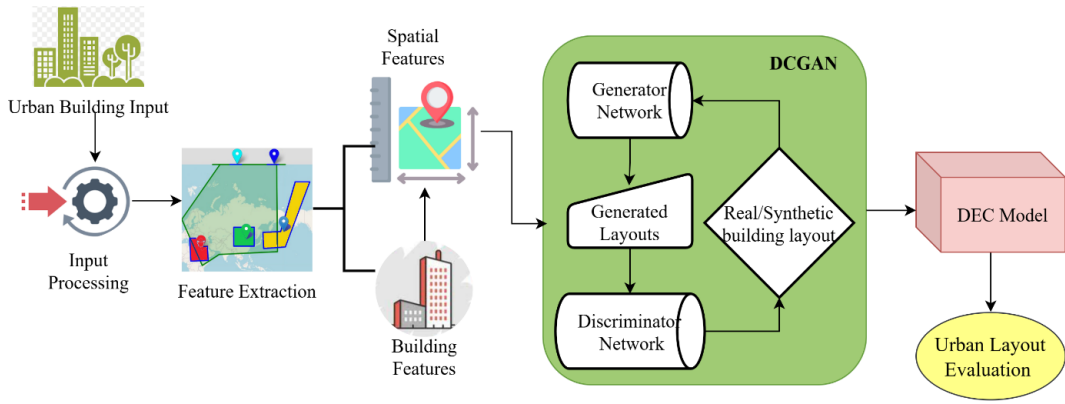 Urban Building Input
Input
Processing
Feature Extraction
Spatial
Features
Building
Features
DCGAN
Generator
Network
Generated
Layouts
Discriminator
Network
Real/Synthetic
building layout
DEC Model
Urban Layout
Evaluation